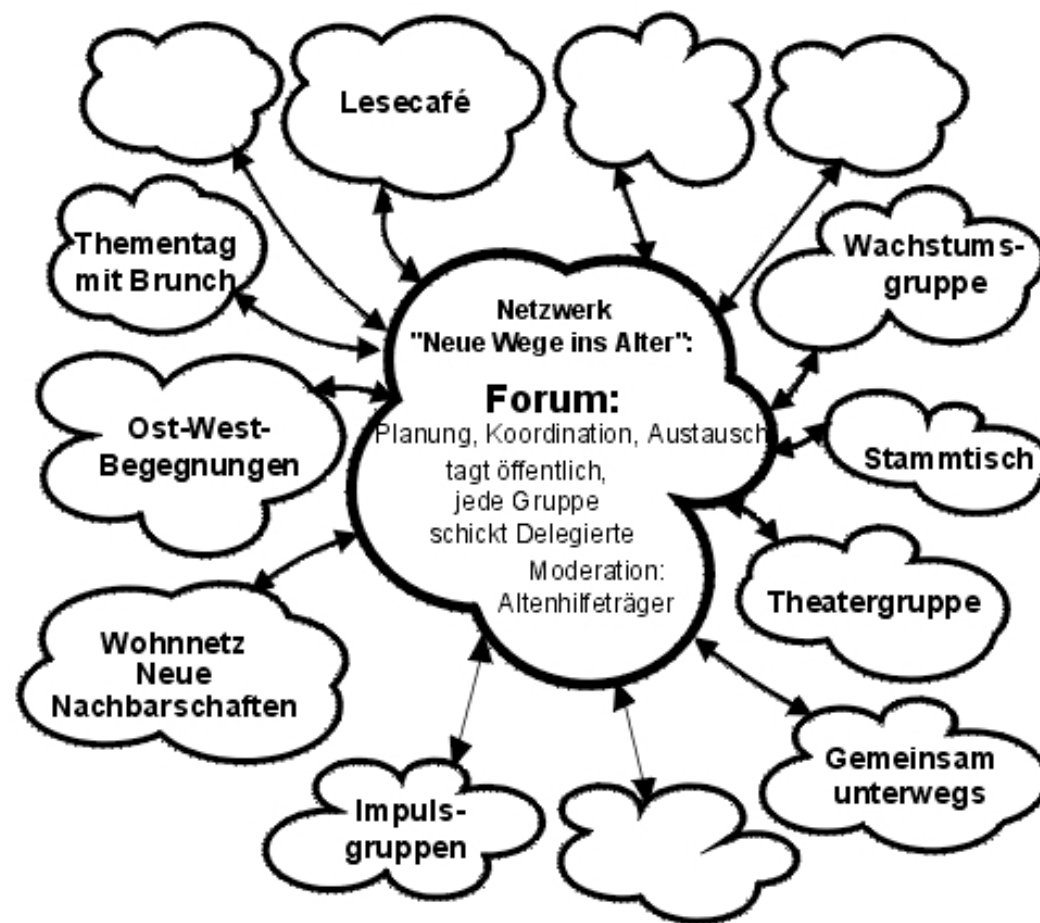 Lesecafé
Thementag
mit Brunch
Wachstums-
gruppe
Netzwerk
"Neue Wege ins Alter":
Forum:
Planung, Koordination, Austausch
tagt öffentlich,
jede Gruppe
schickt Delegierte
Moderation:
Altenhilfeträger
Ost-West-
Begegnungen
Stammtisch
Theatergruppe
Wohnnetz
Neue
Nachbarschaften
Gemeinsam
unterwegs
Impuls-
gruppen